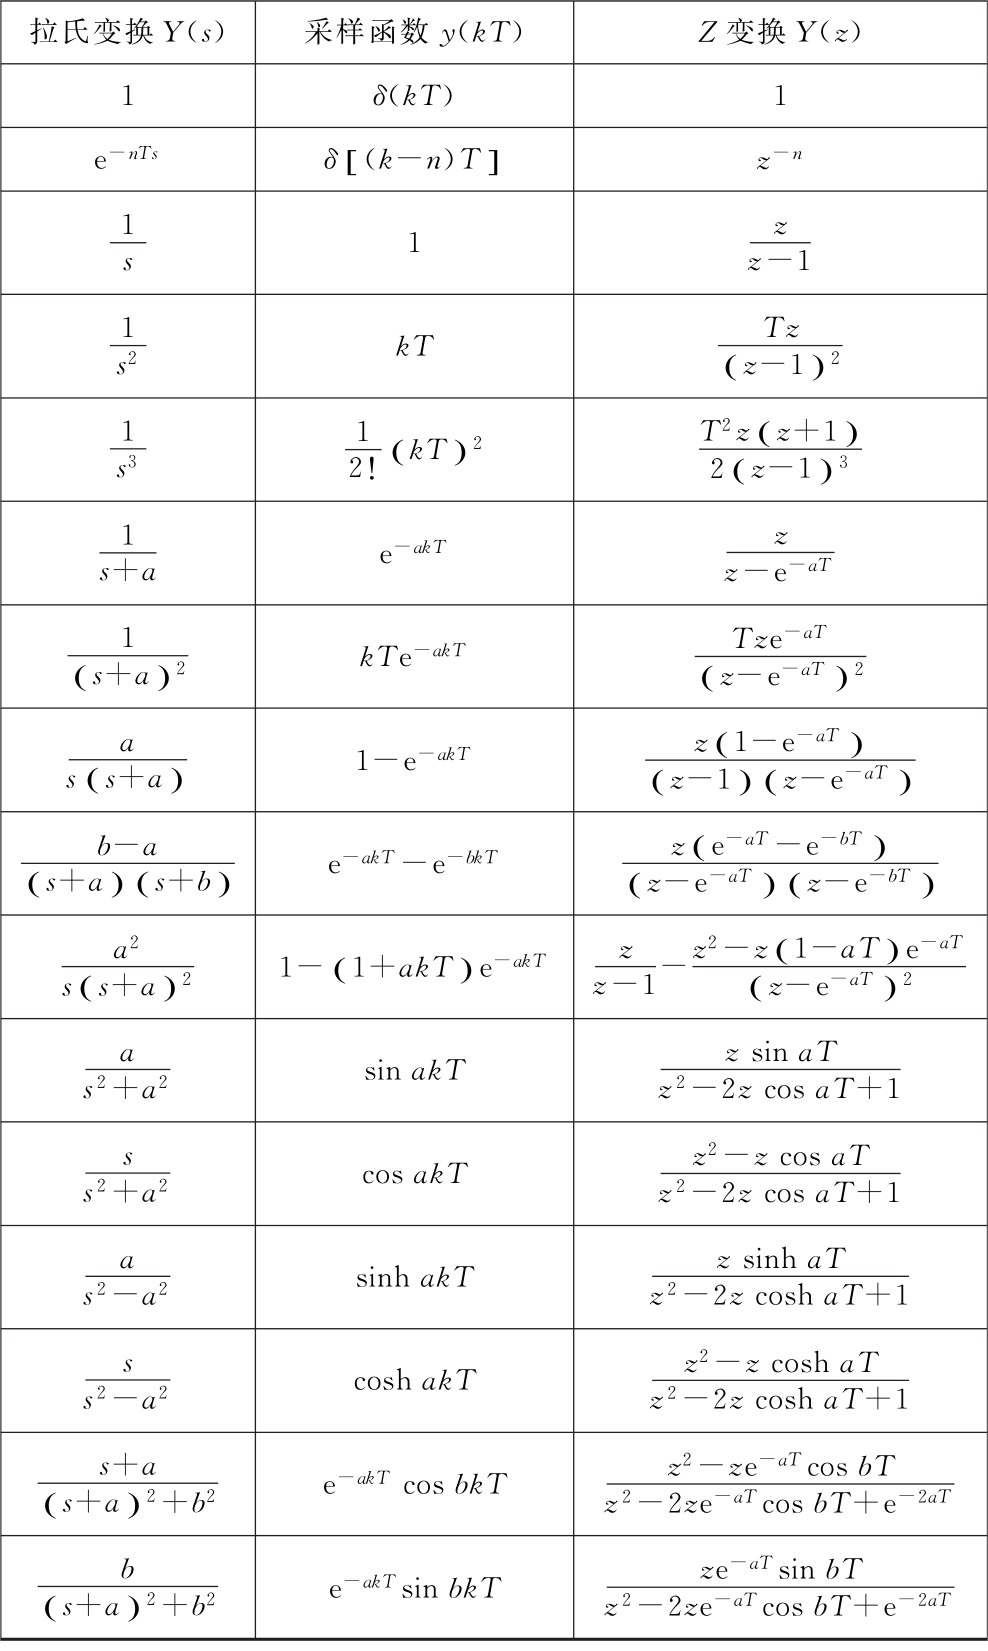 拉氏变换 Y(s) 采样函数 y(kT) Z 变换 Y(z)
1 δ(kT) 1
e^{-nTs} δ[(k-n)T] z^{-n}
\frac{1}{s} 1 \frac{z}{z-1}
\frac{1}{s^2} kT \frac{Tz}{(z-1)^2}
\frac{1}{s^3} \frac{1}{2!}(kT)^2 \frac{T^2z(z+1)}{2(z-1)^3}
\frac{1}{s+a} e^{-akT} \frac{z}{z-e^{-aT}}
\frac{1}{(s+a)^2} kTe^{-akT} \frac{Tze^{-aT}}{(z-e^{-aT})^2}
\frac{a}{s(s+a)} 1-e^{-akT} \frac{z(1-e^{-aT})}{(z-1)(z-e^{-aT})}
\frac{b-a}{(s+a)(s+b)} e^{-akT}-e^{-bkT} \frac{z(e^{-aT}-e^{-bT})}{(z-e^{-aT})(z-e^{-bT})}
\frac{a^2}{s(s+a)^2} 1-(1+akT)e^{-akT} \frac{z}{z-1}-\frac{z^2-z(1-aT)e^{-aT}}{(z-e^{-aT})^2}
\frac{a}{s^2+a^2} sin akT \frac{z sin aT}{z^2-2z cos aT+1}
\frac{s}{s^2+a^2} cos akT \frac{z^2-z cos aT}{z^2-2z cos aT+1}
\frac{a}{s^2-a^2} sinh akT \frac{z sinh aT}{z^2-2z cosh aT+1}
\frac{s}{s^2-a^2} cosh akT \frac{z^2-z cosh aT}{z^2-2z cosh aT+1}
\frac{s+a}{(s+a)^2+b^2} e^{-akT} cos bkT \frac{z^2-ze^{-aT}cos bT}{z^2-2ze^{-aT}cos bT+e^{-2aT}}
\frac{b}{(s+a)^2+b^2} e^{-akT}sin bkT \frac{ze^{-aT}sin bT}{z^2-2ze^{-aT}cos bT+e^{-2aT}}